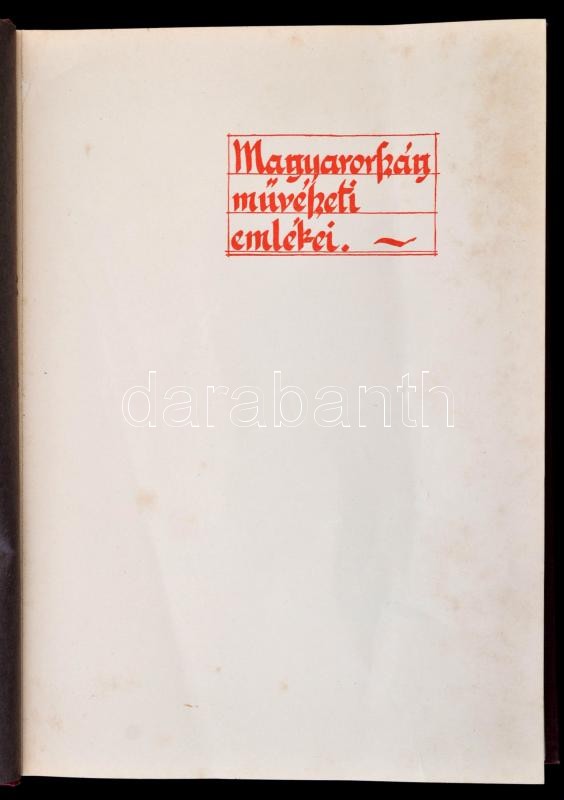 Magyarország
művészeti
emlékei.
darabanth